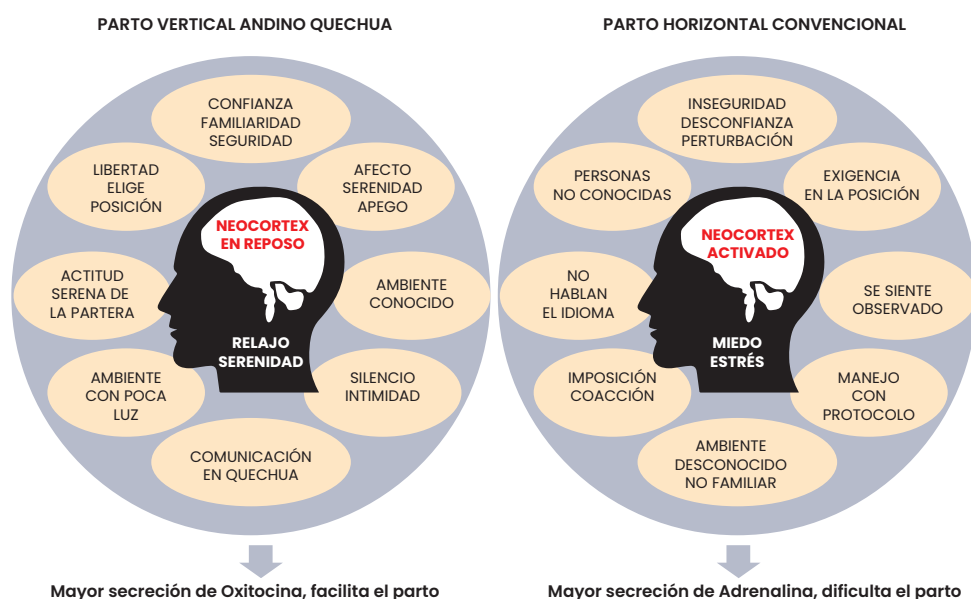 PARTO VERTICAL ANDINO QUECHUA
CONFIANZA
FAMILIARIDAD
SEGURIDAD
LIBERTAD
ELIGE
POSICIÓN
AFECTO
SERENIDAD
APEGO
NEOCORTEX
EN REPOSO
ACTITUD
SERENA DE
LA PARTERA
AMBIENTE
CONOCIDO
RELAJO
SERENIDAD
AMBIENTE
CON POCA
LUZ
SILENCIO
INTIMIDAD
COMUNICACIÓN
EN QUECHUA
Mayor secreción de Oxitocina, facilita el parto
PARTO HORIZONTAL CONVENCIONAL
INSEGURIDAD
DESCONFIANZA
PERTURBACIÓN
PERSONAS
NO CONOCIDAS
EXIGENCIA
EN LA POSICIÓN
NEOCORTEX
ACTIVADO
NO
HABLAN
EL IDIOMA
SE SIENTE
OBSERVADO
MIEDO
ESTRÉS
IMPOSICIÓN
COACCIÓN
MANEJO
CON
PROTOCOLO
AMBIENTE
DESCONOCIDO
NO FAMILIAR
Mayor secreción de Adrenalina, dificulta el parto